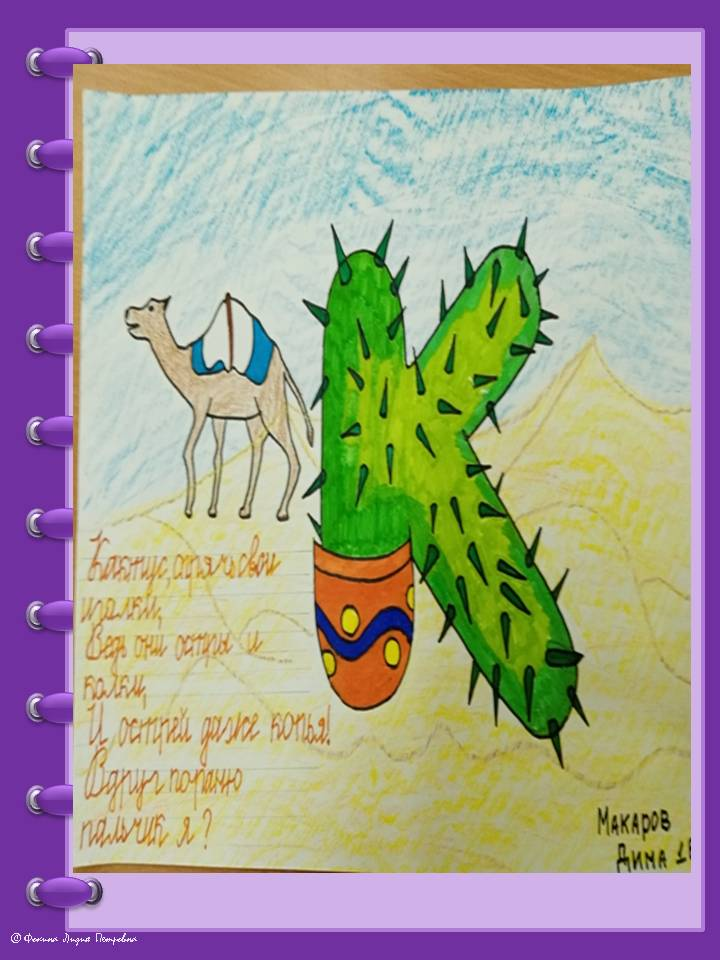 Кактус, спрячь свои
иголки,
Ведь они остры и
колки,
И острей даже копья!
Вдруг пораню
пальчик я?
Макаров
Дима 1
@ Фокина Лидия Петровна